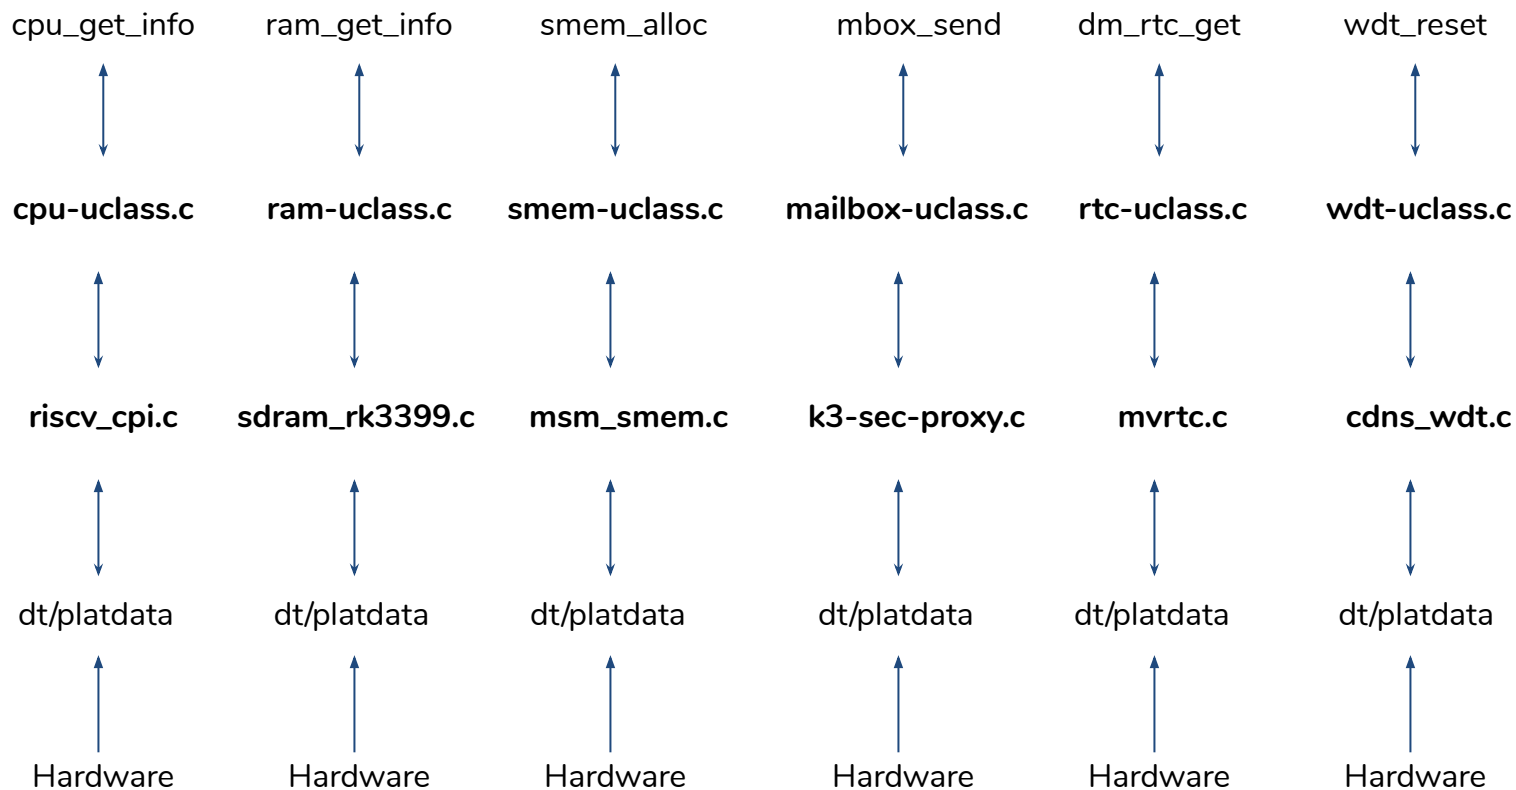 cpu_get_info ram_get_info smem_alloc mbox_send dm_rtc_get wdt_reset
cpu-uclass.c ram-uclass.c smem-uclass.c mailbox-uclass.c rtc-uclass.c wdt-uclass.c
riscv_cpi.c sdram_rk3399.c msm_smem.c k3-sec-proxy.c mvrtc.c cdns_wdt.c
dt/platdata dt/platdata dt/platdata dt/platdata dt/platdata dt/platdata
Hardware Hardware Hardware Hardware Hardware Hardware